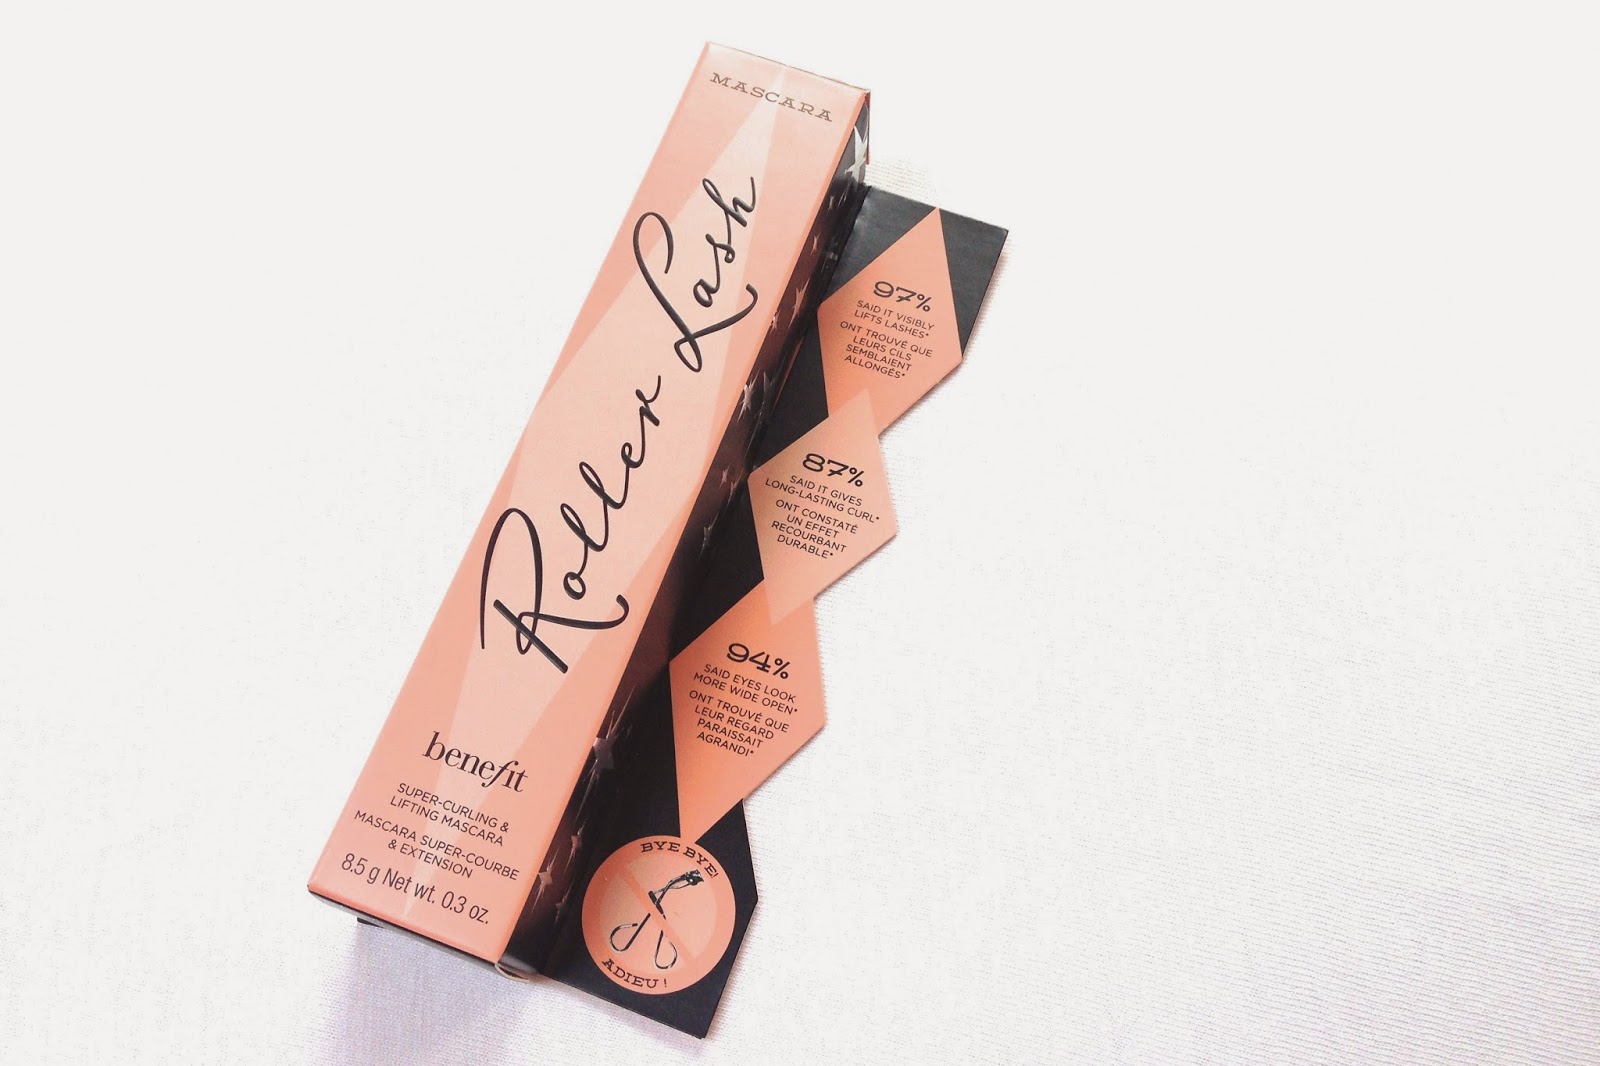 MASCARA
Roller Lash
benefit
SUPER-CURLING &
LIFTING MASCARA
MASCARA SUPER-COURBE
& EXTENSION
8.5 g Net wt. 0.3 oz.
97%
SAID IT VISIBLY
LIFTS LASHES*
ONT TROUVÉ QUE
LEURS CILS
SEMBLAIENT
ALLONGÉS*
87%
SAID IT GIVES
LONG-LASTING CURL*
ONT CONSTATÉ
UN EFFET
RECOURBANT
DURABLE*
94%
SAID EYES LOOK
MORE WIDE OPEN*
ONT TROUVÉ QUE
LEUR REGARD
PARAISSAIT
AGRANDI*
BYE BYE!
ADIEU !